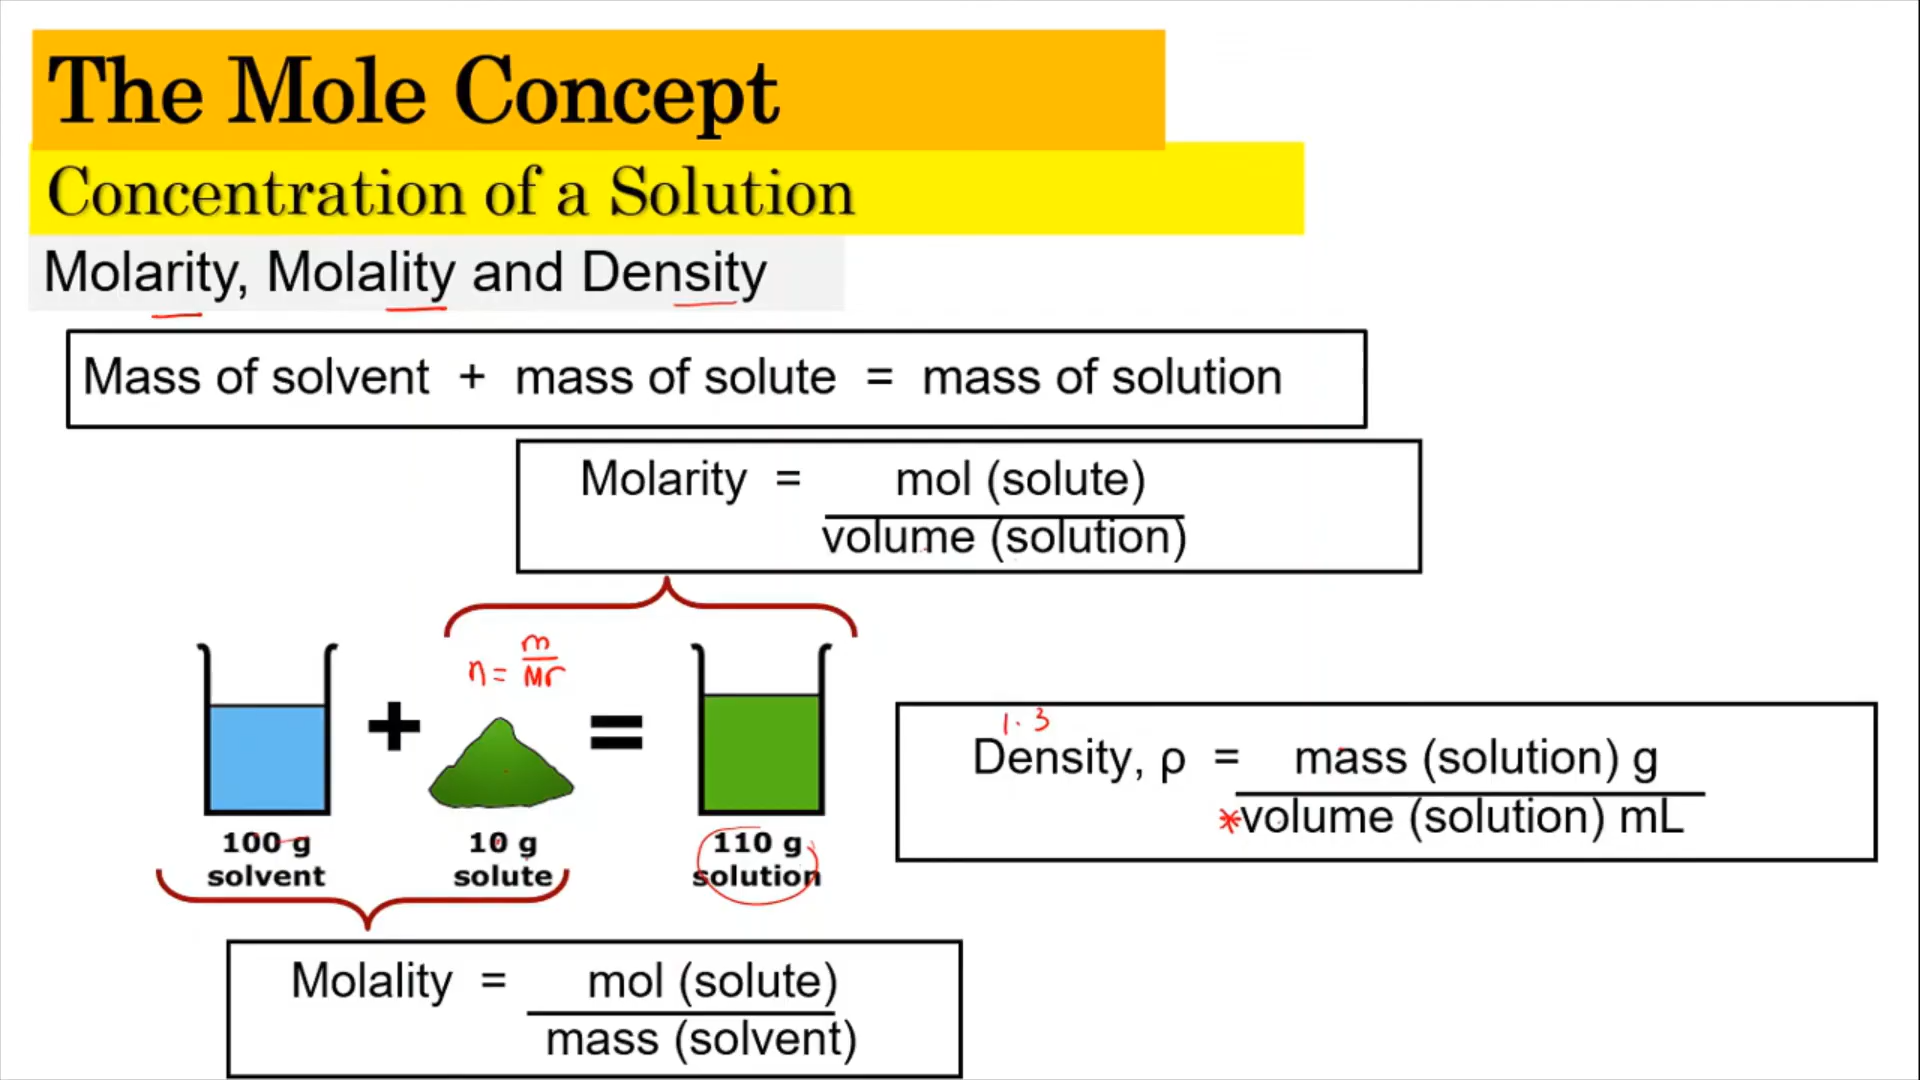 The Mole Concept
Concentration of a Solution
Molarity, Molality and Density
Mass of solvent + mass of solute = mass of solution
Molarity = mol (solute)
volume (solution)
n = m
Mr
+
=
100 g
solvent
10 g
solute
110 g
solution
1.3
Density, ρ = mass (solution) g
*volume (solution) mL
Molality = mol (solute)
mass (solvent)